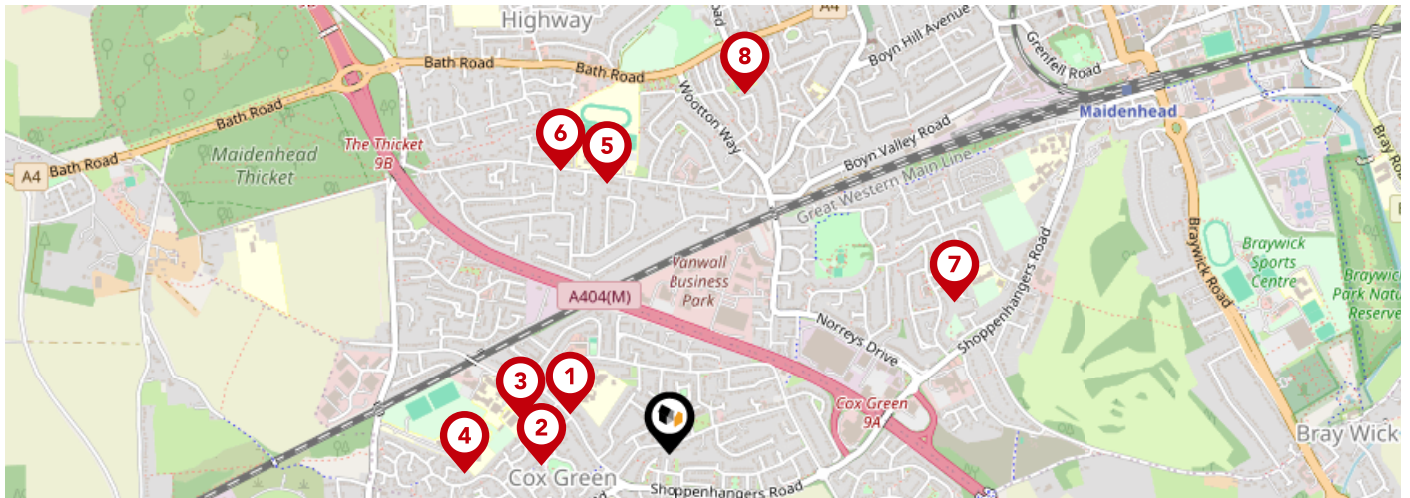 Highway
A4
Road
Bath Road
Bath Road
8
Boyn Hill Avenue
Grenfell Road
Bath Road
Wootton Way
Maidenhead
The Thicket
9B
6
5
Boyn Valley Road
Maidenhead
Thicket
Bath Road
A4
Great Western Main Line
Bray Ro
Shoppenhangers Road
Braywick Road
7
Vanwall
Business
Park
Braywick
Sports
Centre
Braywick
Park Natu
Reserve
A404(M)
Norreys Drive
3
1
2
4
Cox Green
9A
Cox Green
Shoppenhangers Road
Bray Wick